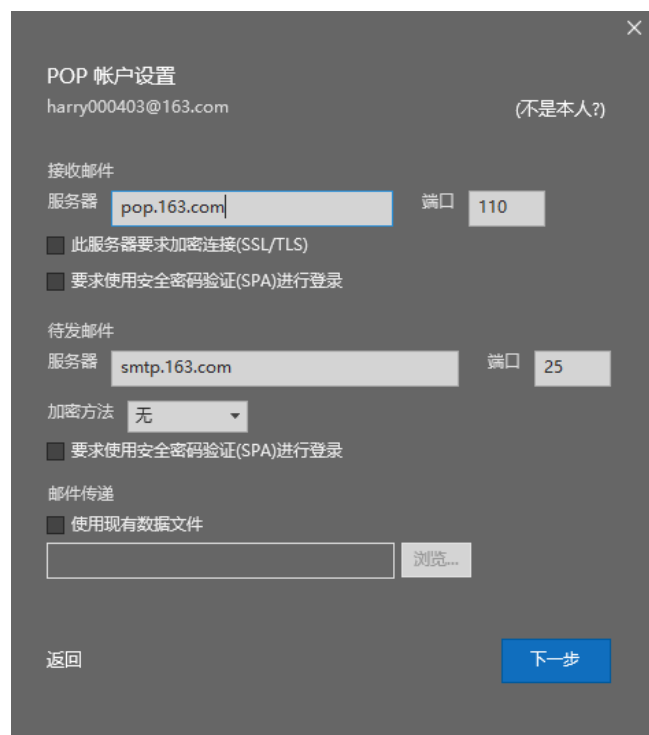 POP 帐户设置
harry000403@163.com (不是本人?)
接收邮件
服务器 pop.163.com 端口 110
此服务器要求加密连接(SSL/TLS)
要求使用安全密码验证(SPA)进行登录
待发邮件
服务器 smtp.163.com 端口 25
加密方法 无
要求使用安全密码验证(SPA)进行登录
邮件传递
使用现有数据文件
浏览...
返回 下一步